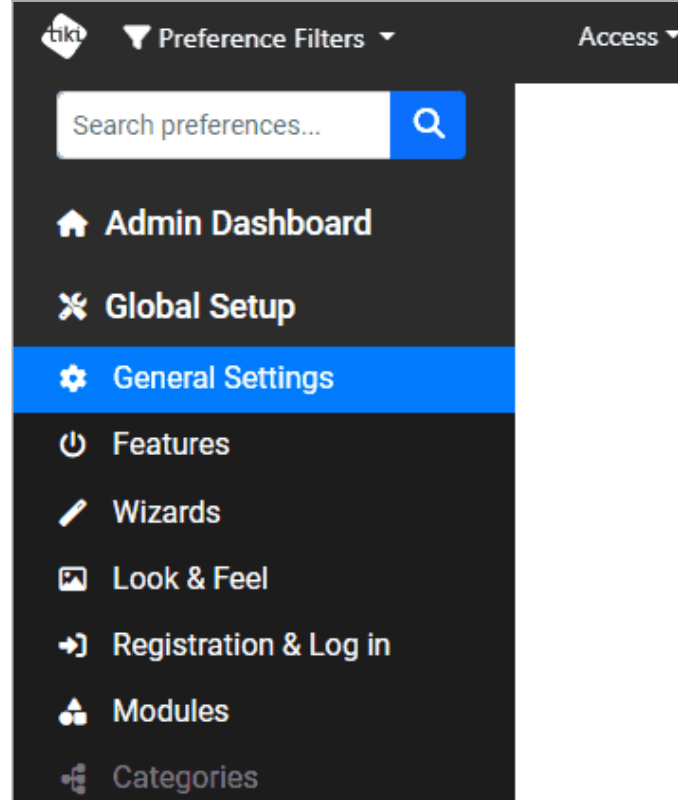 tiki Preference Filters Access
Search preferences...
Admin Dashboard
Global Setup
General Settings
Features
Wizards
Look & Feel
Registration & Log in
Modules
Categories